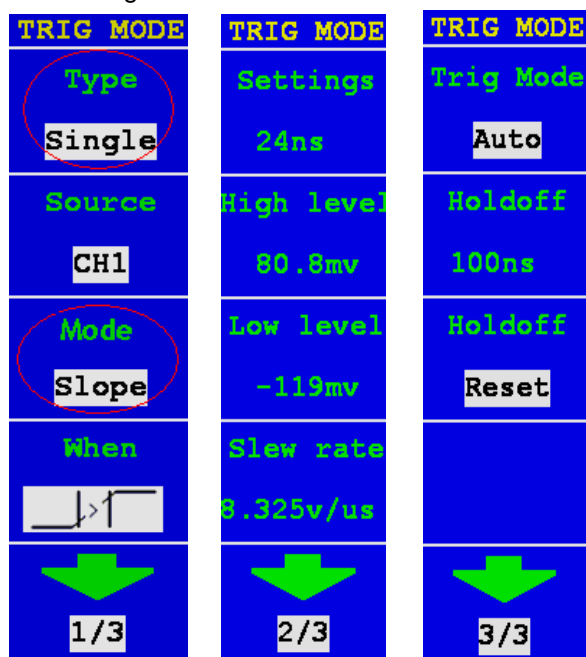 TRIG MODE
Type
Single
Source
CH1
Mode
Slope
When
>
1/3
TRIG MODE
Settings
24ns
High level
80.8mv
Low level
-119mv
Slew rate
8.325v/us
2/3
TRIG MODE
Trig Mode
Auto
Holdoff
100ns
Holdoff
Reset
3/3